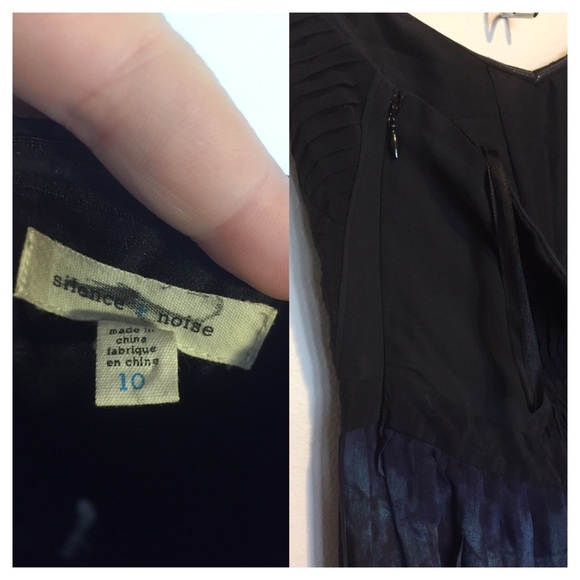 silence + noise
made in
china
fabrique
en chine
10